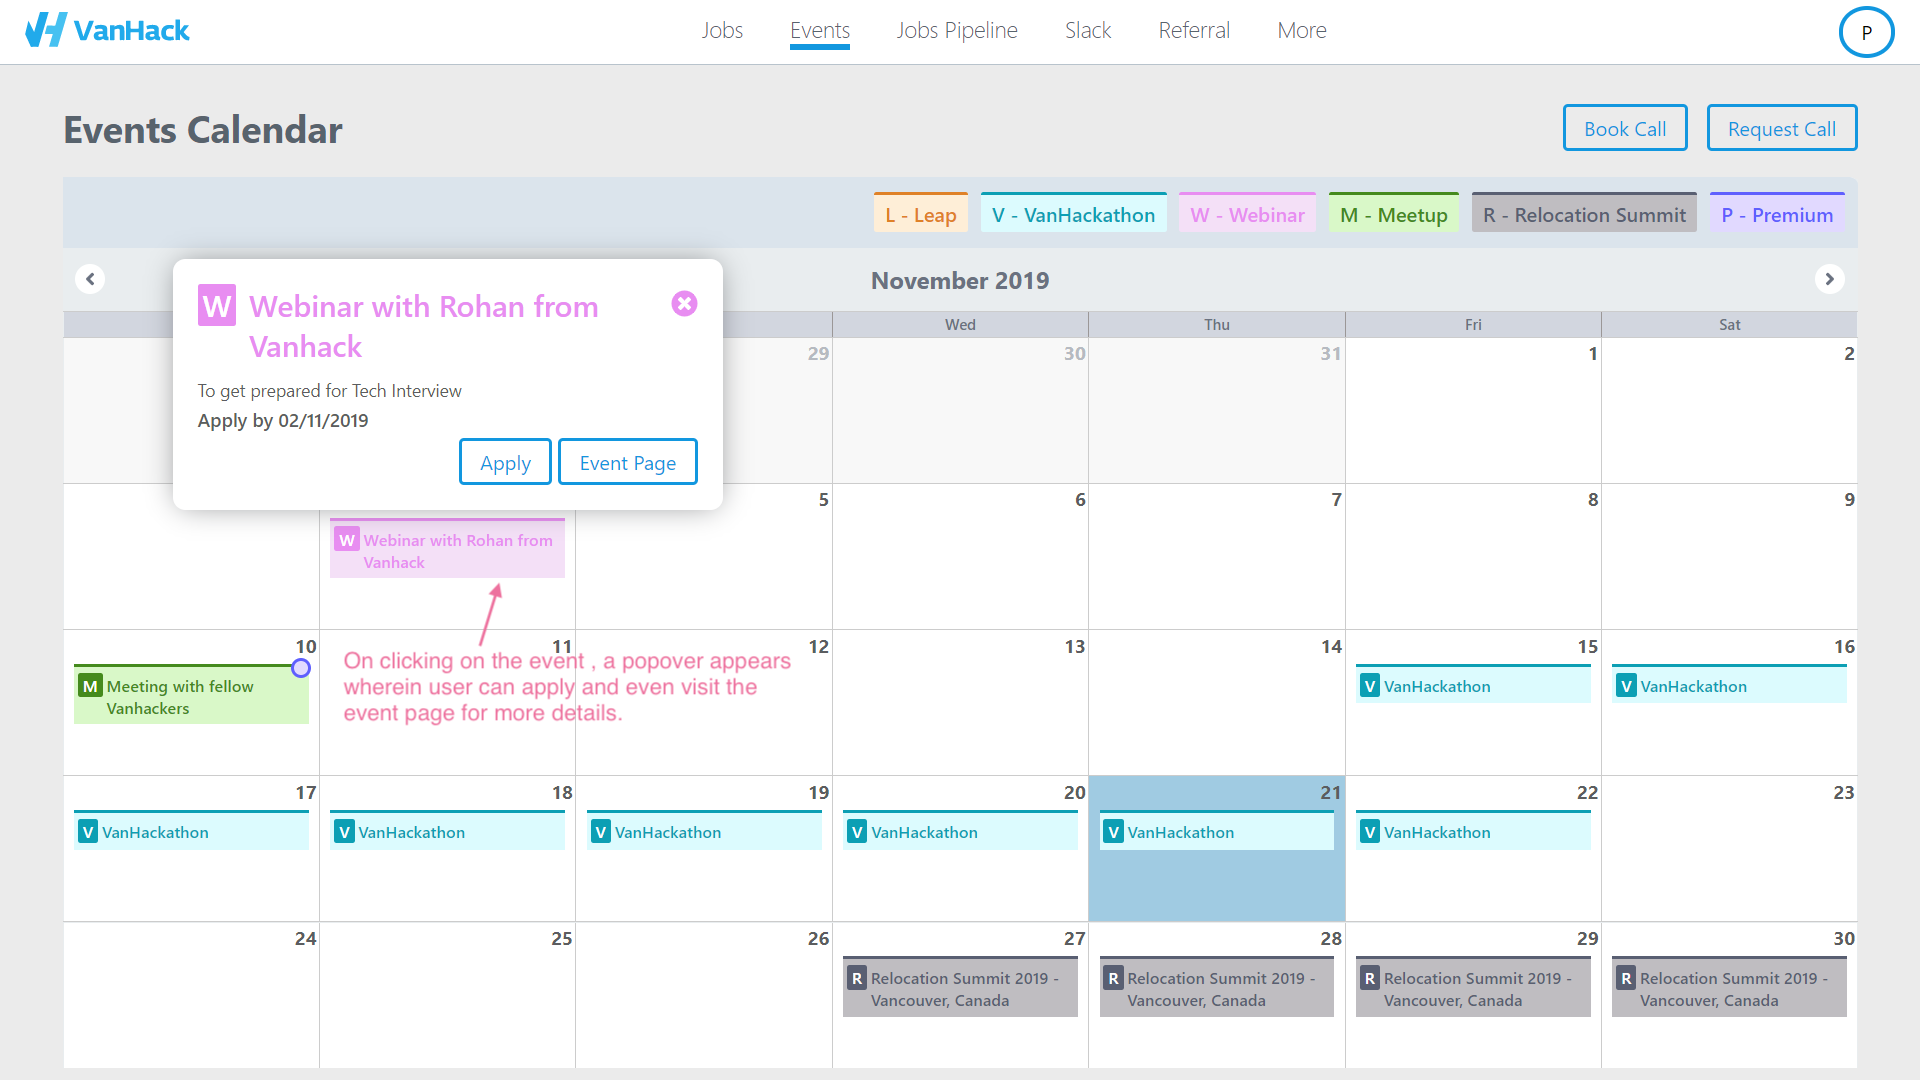 VanHack
Jobs
Events
Jobs Pipeline
Slack
Referral
More
P
Events Calendar
Book Call
Request Call
L - Leap
V - VanHackathon
W - Webinar
M - Meetup
R - Relocation Summit
P - Premium
November 2019
W Webinar with Rohan from
Vanhack
To get prepared for Tech Interview
Apply by 02/11/2019
Apply
Event Page
Wed
Thu
Fri
Sat
29
30
31
1
2
5
6
7
8
9
W Webinar with Rohan from
Vanhack
10
11
12
13
14
15
16
M Meeting with fellow
Vanhackers
On clicking on the event , a popover appears
wherein user can apply and even visit the
event page for more details.
V VanHackathon
V VanHackathon
17
18
19
20
21
22
23
V VanHackathon
V VanHackathon
V VanHackathon
V VanHackathon
V VanHackathon
V VanHackathon
24
25
26
27
28
29
30
R Relocation Summit 2019 -
Vancouver, Canada
R Relocation Summit 2019 -
Vancouver, Canada
R Relocation Summit 2019 -
Vancouver, Canada
R Relocation Summit 2019 -
Vancouver, Canada